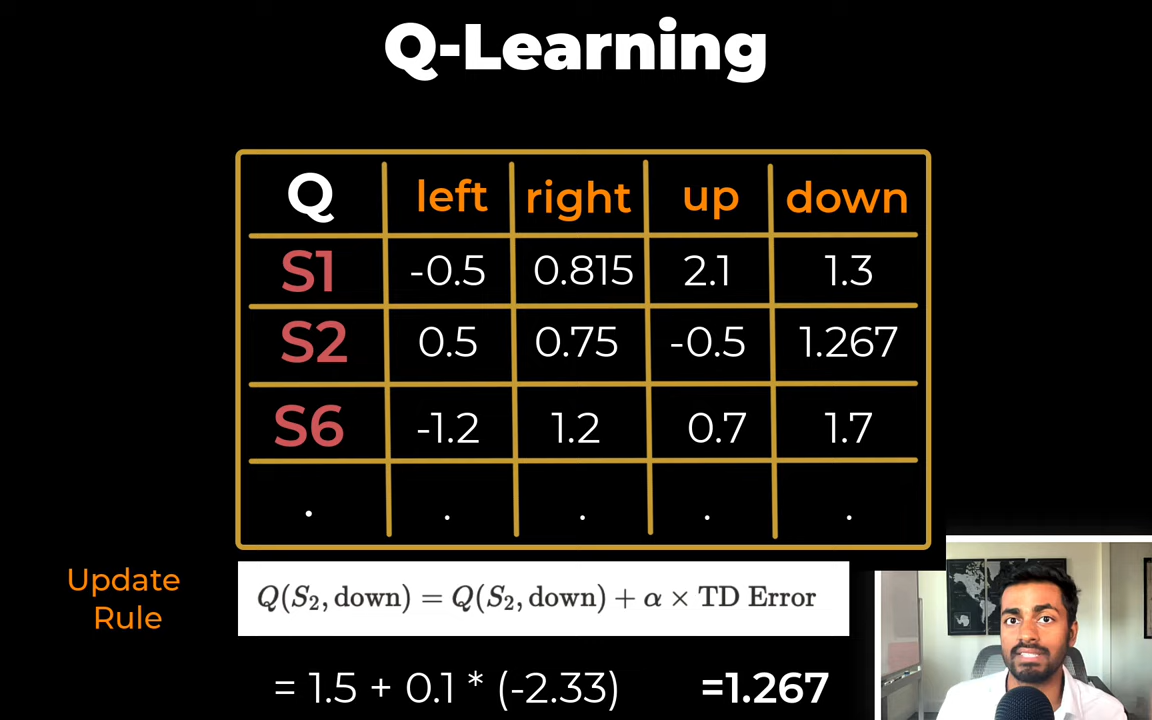 Q-Learning
Q left right up down
S1 -0.5 0.815 2.1 1.3
S2 0.5 0.75 -0.5 1.267
S6 -1.2 1.2 0.7 1.7
. . . . .
Update
Rule
Q(S₂, down) = Q(S₂, down) + α × TD Error
= 1.5 + 0.1 * (-2.33) =1.267